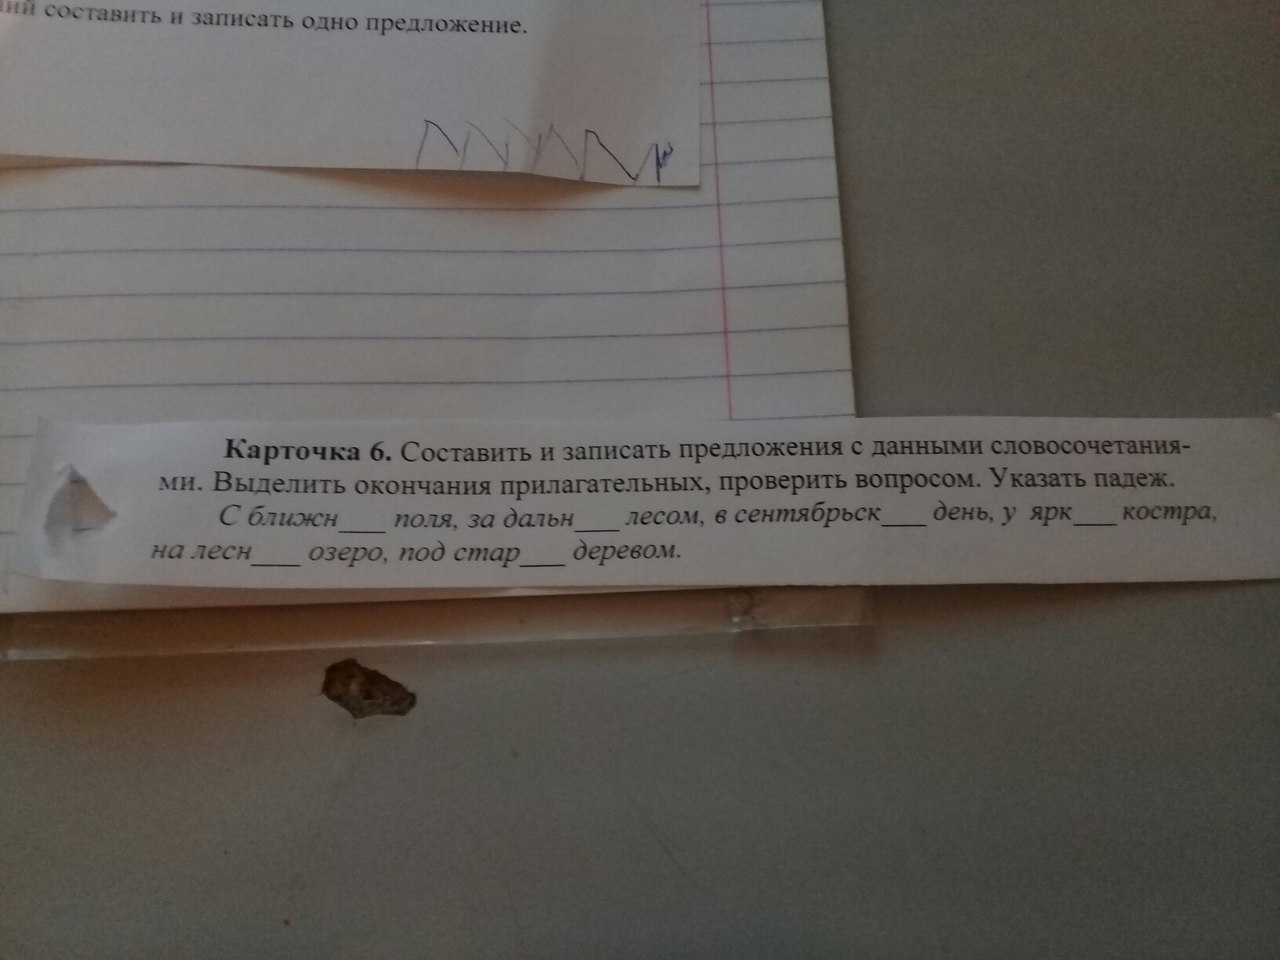 ий составить и записать одно предложение.
Карточка 6. Составить и записать предложения с данными словосочетания-
ми. Выделить окончания прилагательных, проверить вопросом. Указать падеж.
С ближн___ поля, за дальн___ лесом, в сентябрьск___ день, у ярк___ костра,
на лесн___ озеро, под стар___ деревом.